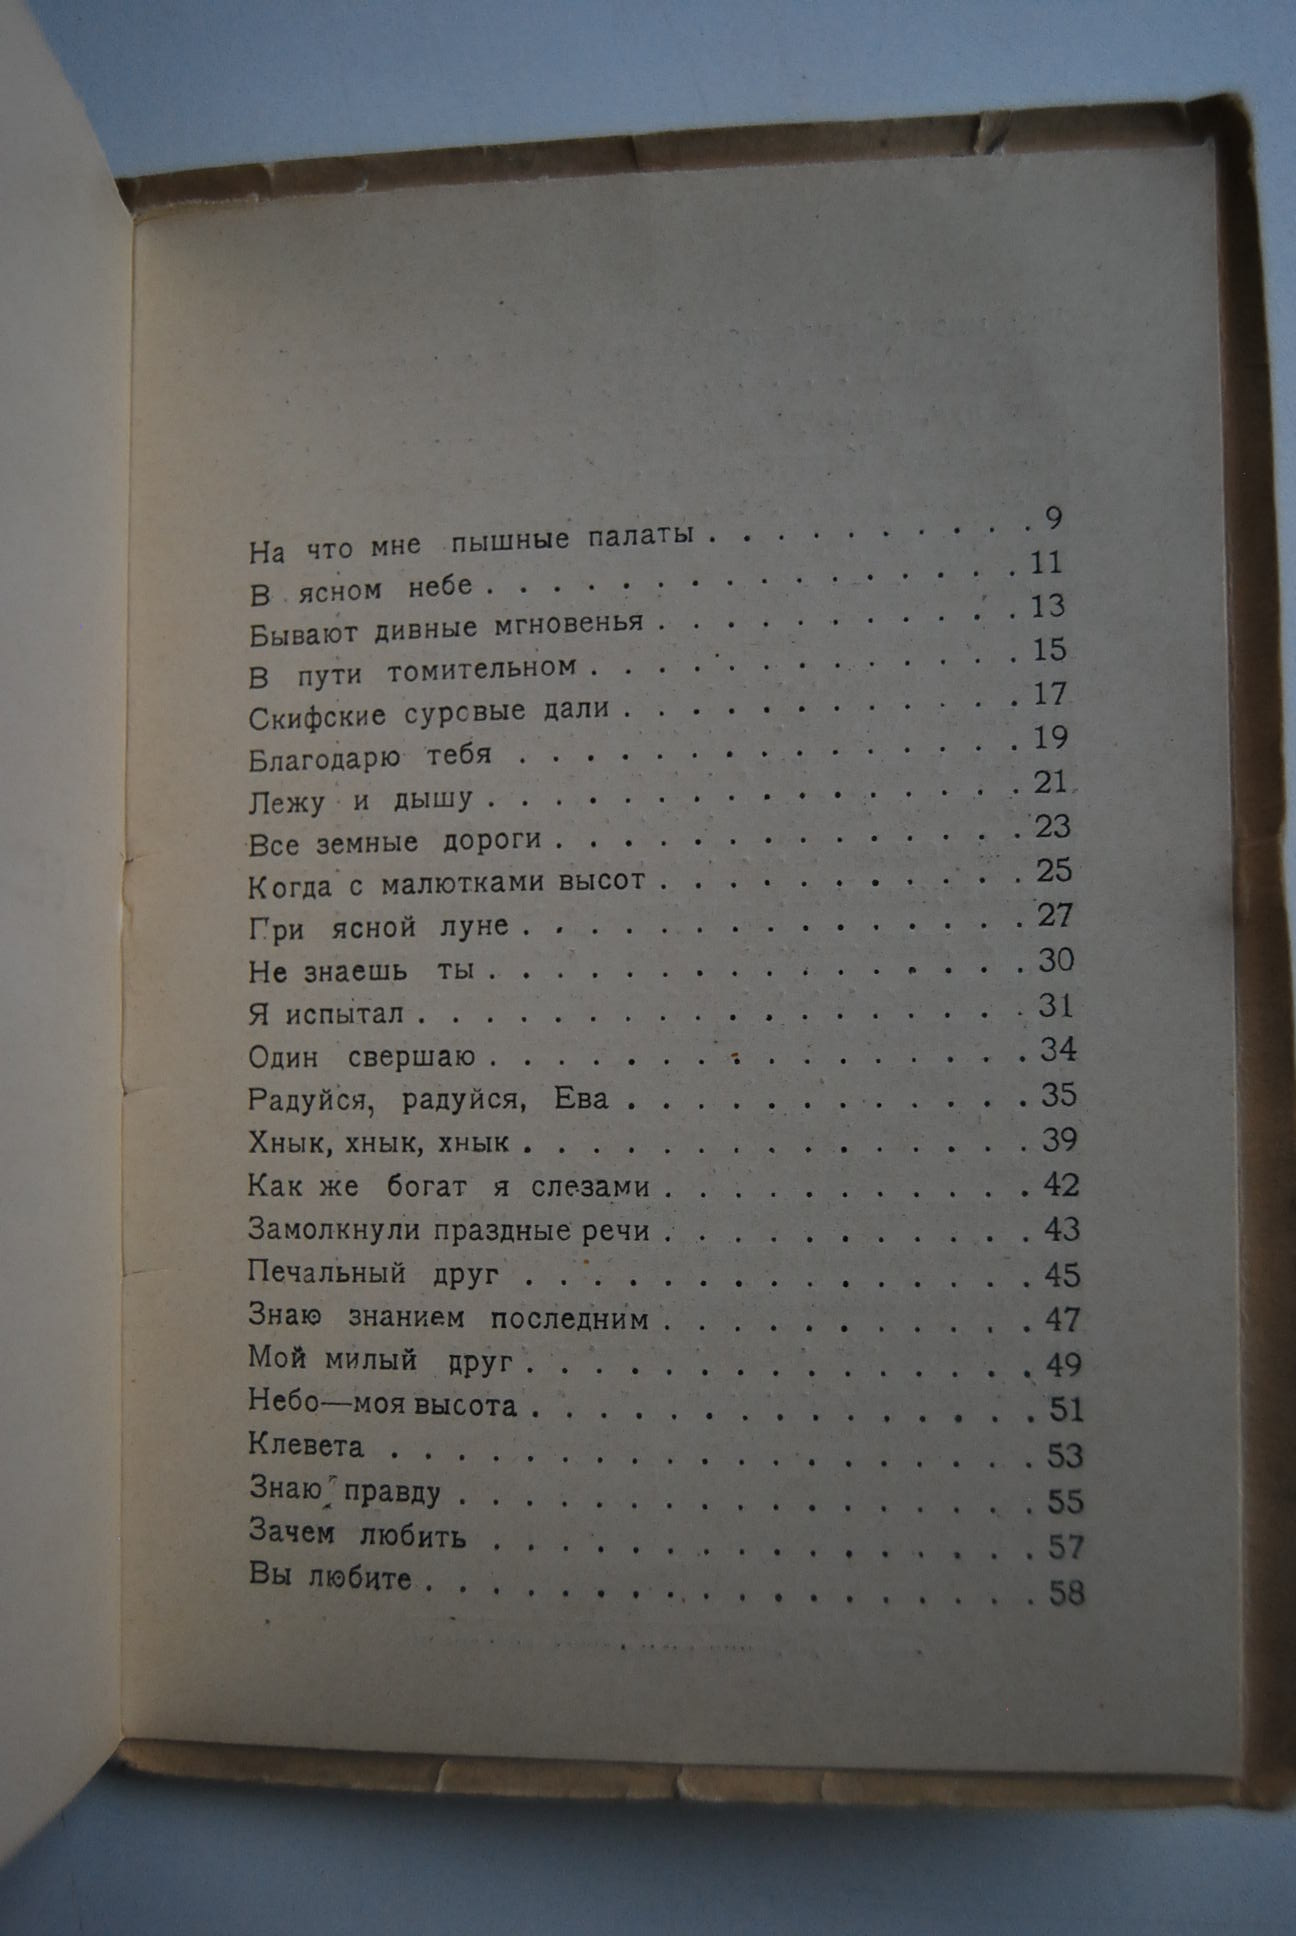 На что мне пышные палаты . . . . . . . . . . 9
В ясном небе . . . . . . . . . . . . . . . . 11
Бывают дивные мгновенья . . . . . . . . . . . 13
В пути томительном . . . . . . . . . . . . . 15
Скифские суровые дали . . . . . . . . . . . . 17
Благодарю тебя . . . . . . . . . . . . . . . 19
Лежу и дышу . . . . . . . . . . . . . . . . 21
Все земные дороги . . . . . . . . . . . . . . 23
Когда с малютками высот . . . . . . . . . . . 25
При ясной луне . . . . . . . . . . . . . . . 27
Не знаешь ты . . . . . . . . . . . . . . . . 30
Я испытал . . . . . . . . . . . . . . . . . . 31
Один свершаю . . . . . . . . . . . . . . . . 34
Радуйся, радуйся, Ева . . . . . . . . . . . . 35
Хнык, хнык, хнык . . . . . . . . . . . . . . . 39
Как же богат я слезами . . . . . . . . . . . 42
Замолкнули праздные речи . . . . . . . . . . . 43
Печальный друг . . . . . . . . . . . . . . . 45
Знаю знанием последним . . . . . . . . . . . 47
Мой милый друг . . . . . . . . . . . . . . . 49
Небо—моя высота . . . . . . . . . . . . . . . 51
Клевета . . . . . . . . . . . . . . . . . . . 53
Знаю правду . . . . . . . . . . . . . . . . . 55
Зачем любить . . . . . . . . . . . . . . . . 57
Вы любите . . . . . . . . . . . . . . . . . . 58